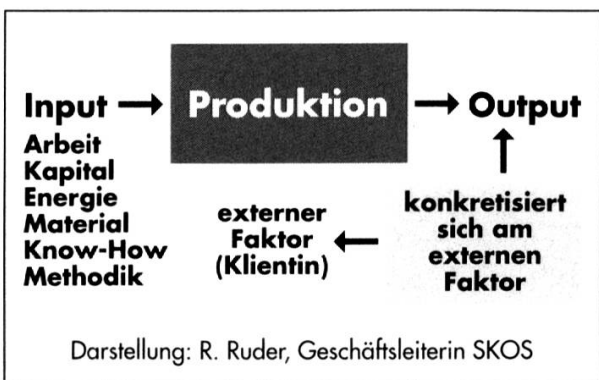 Input → Produktion → Output
Arbeit
Kapital
Energie
Material
Know-How
Methodik
externer
Faktor
(Klientin)
konkretisiert
sich am
externen
Faktor
Darstellung: R. Ruder, Geschäftsleiterin SKOS